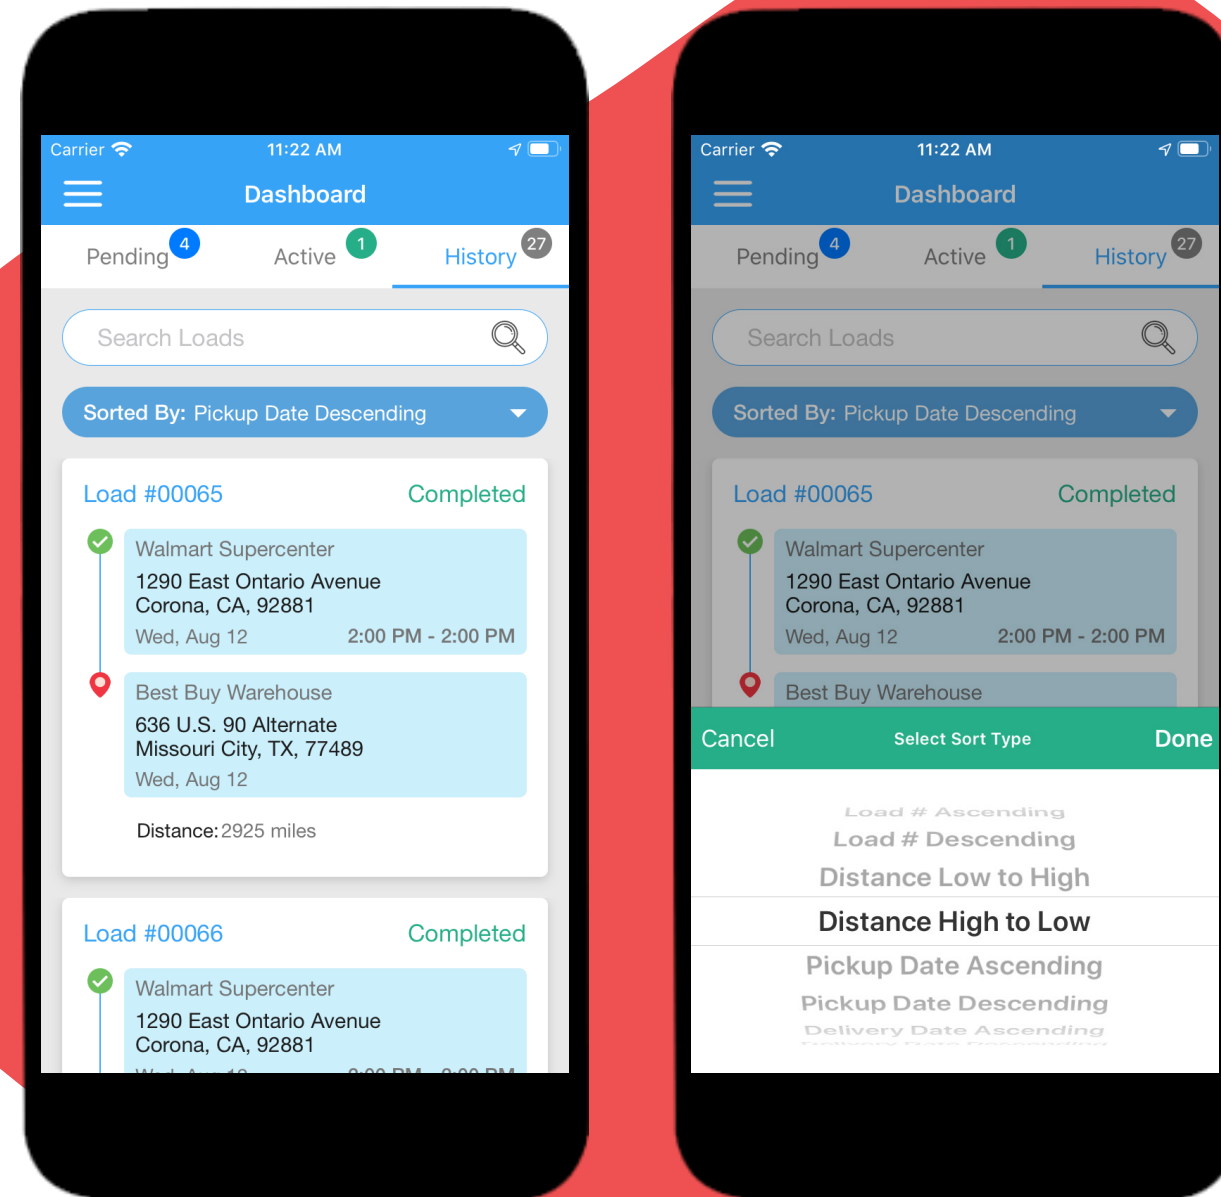 Carrier 11:22 AM
Dashboard
Pending 4 Active 1 History 27
Search Loads
Sorted By: Pickup Date Descending
Load #00065 Completed
Walmart Supercenter
1290 East Ontario Avenue
Corona, CA, 92881
Wed, Aug 12 2:00 PM - 2:00 PM
Best Buy Warehouse
636 U.S. 90 Alternate
Missouri City, TX, 77489
Wed, Aug 12
Distance: 2925 miles
Load #00066 Completed
Walmart Supercenter
1290 East Ontario Avenue
Corona, CA, 92881
Carrier 11:22 AM
Dashboard
Pending 4 Active 1 History 27
Search Loads
Sorted By: Pickup Date Descending
Load #00065 Completed
Walmart Supercenter
1290 East Ontario Avenue
Corona, CA, 92881
Wed, Aug 12 2:00 PM - 2:00 PM
Best Buy Warehouse
Cancel Select Sort Type Done
Load # Ascending
Load # Descending
Distance Low to High
Distance High to Low
Pickup Date Ascending
Pickup Date Descending
Delivery Date Ascending
Delivery Date Descending